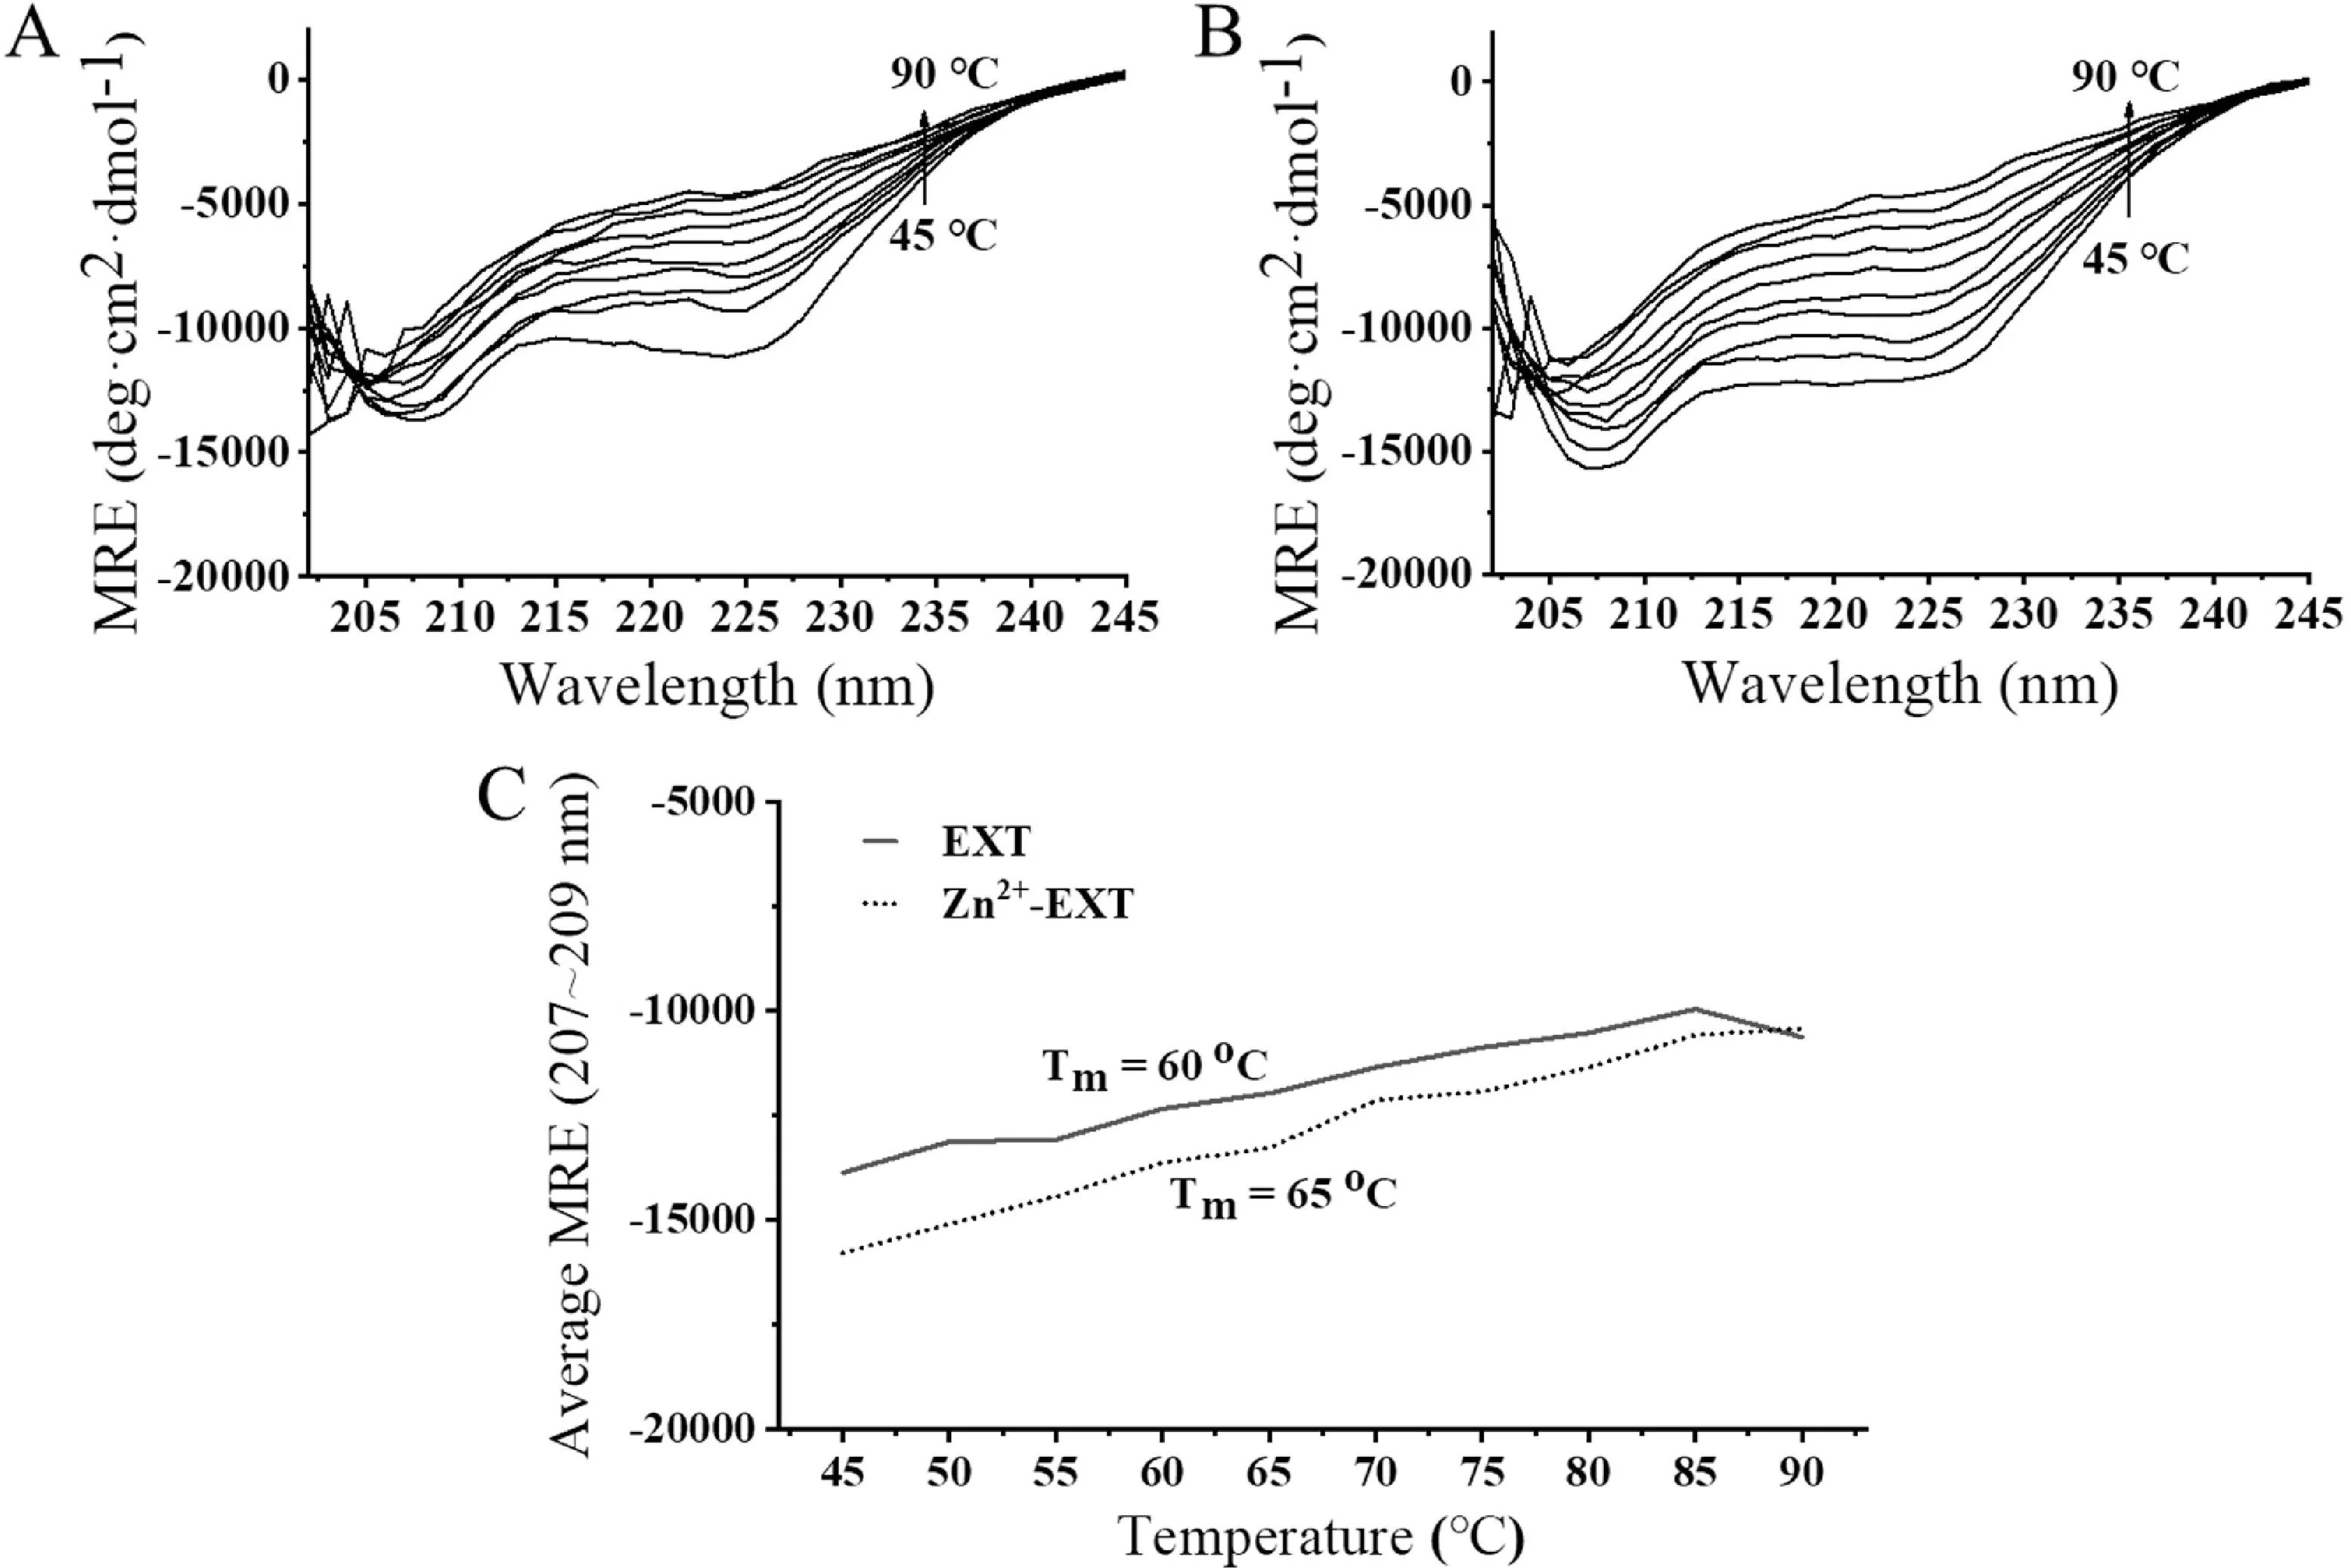 A
MRE (deg·cm2·dmol-1)
0
-5000
-10000
-15000
-20000
90 °C
45 °C
205 210 215 220 225 230 235 240 245
Wavelength (nm)
B
MRE (deg·cm2·dmol-1)
0
-5000
-10000
-15000
-20000
90 °C
45 °C
205 210 215 220 225 230 235 240 245
Wavelength (nm)
C
Average MRE (207~209 nm)
-5000
-10000
-15000
-20000
EXT
Zn2+-EXT
Tm = 60 oC
Tm = 65 oC
45 50 55 60 65 70 75 80 85 90
Temperature (°C)